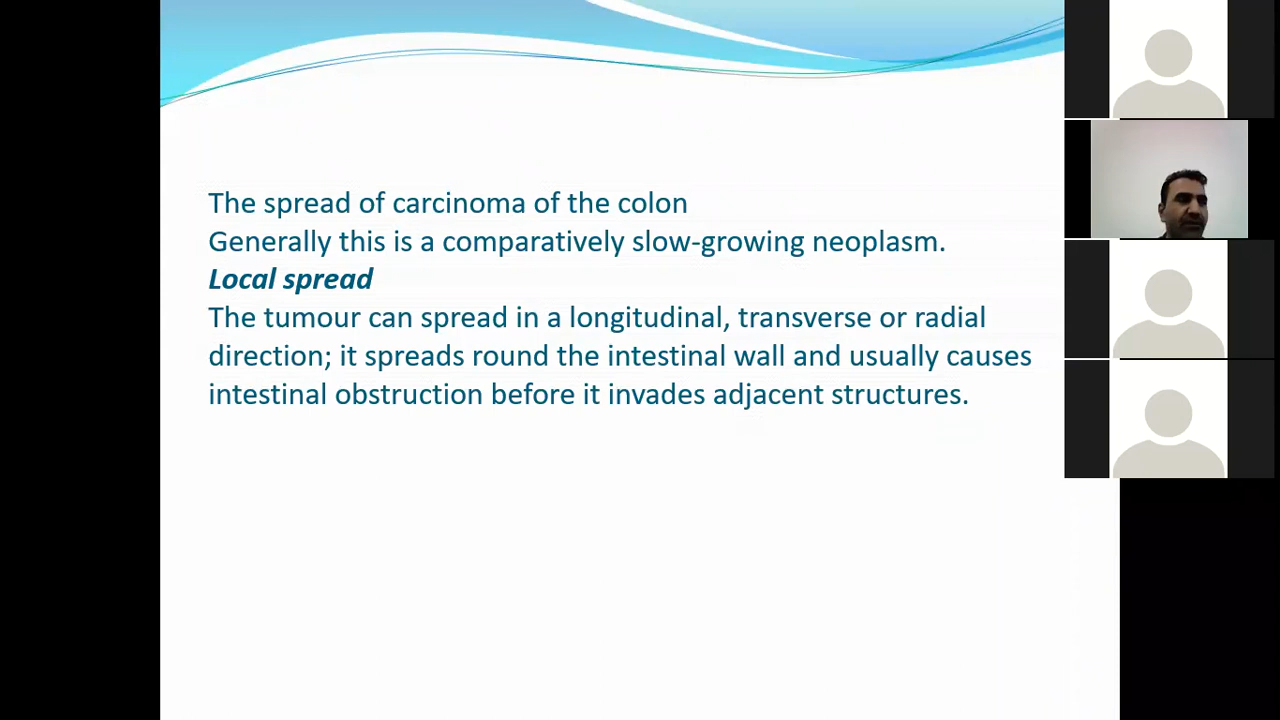 The spread of carcinoma of the colon
Generally this is a comparatively slow-growing neoplasm.
Local spread
The tumour can spread in a longitudinal, transverse or radial
direction; it spreads round the intestinal wall and usually causes
intestinal obstruction before it invades adjacent structures.